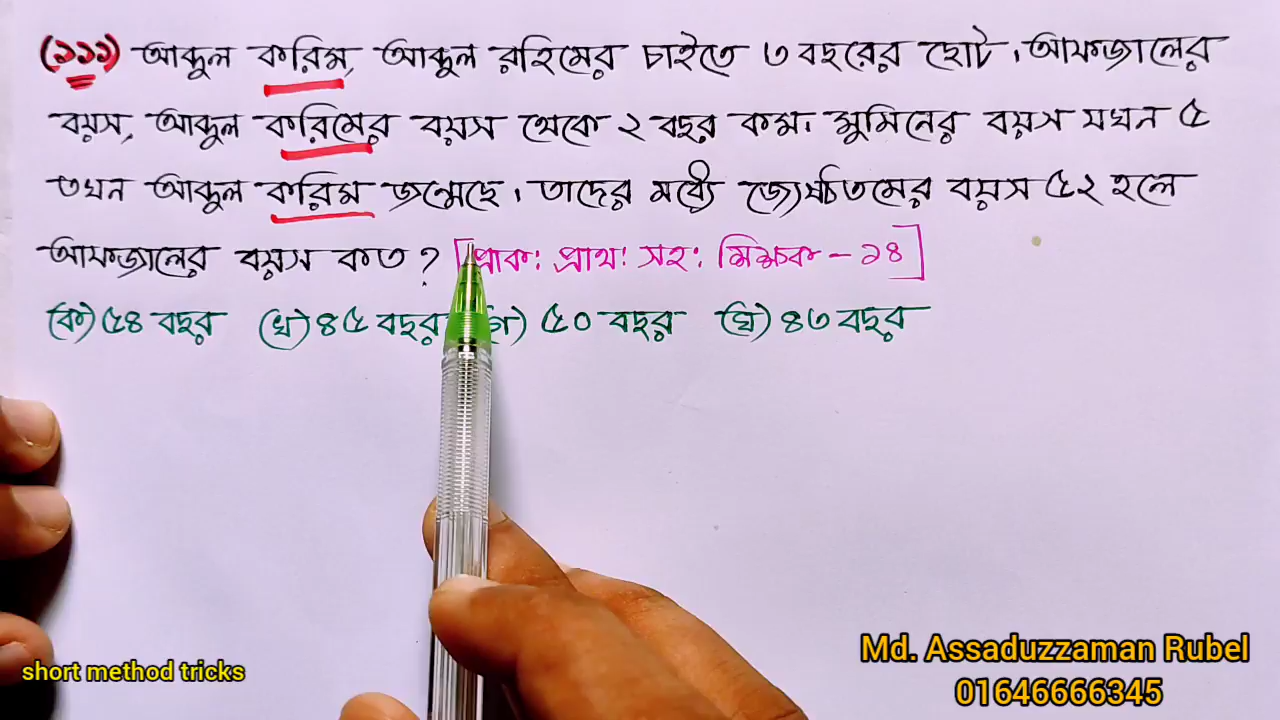 (১১১) আব্দুল করিম, আব্দুল রহিমের চাইতে ৩ বছরের ছোট। আফজালের
বয়স, আব্দুল করিমের বয়স থেকে ২ বছর কম। মুমিনের বয়স যখন ৫
তখন আব্দুল করিম জন্মেছে। তাদের মধ্যে জ্যেষ্ঠতমের বয়স ৫২ হলে
আফজালের বয়স কত? [প্রাক: প্রাথ: সহ: শিক্ষক - ১৪]
(ক) ৫৪ বছর (খ) ৪৫ বছর (গ) ৫০ বছর (ঘ) ৪৩ বছর
Md. Assaduzzaman Rubel
short method tricks
01646666345